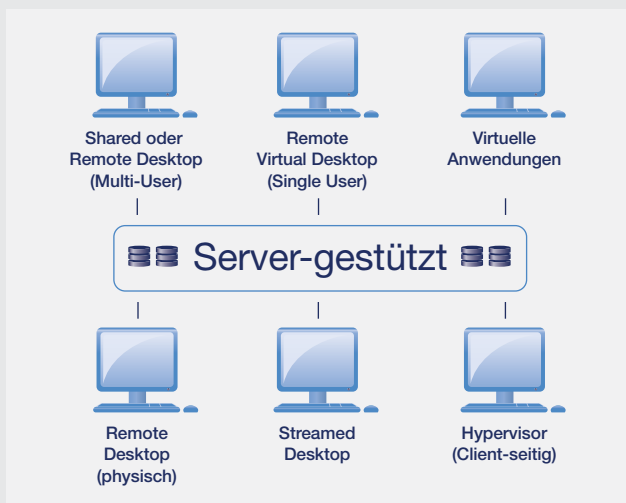 Shared oder
Remote Desktop
(Multi-User)
Remote
Virtual Desktop
(Single User)
Virtuelle
Anwendungen
Server-gestützt
Remote
Desktop
(physisch)
Streamed
Desktop
Hypervisor
(Client-seitig)